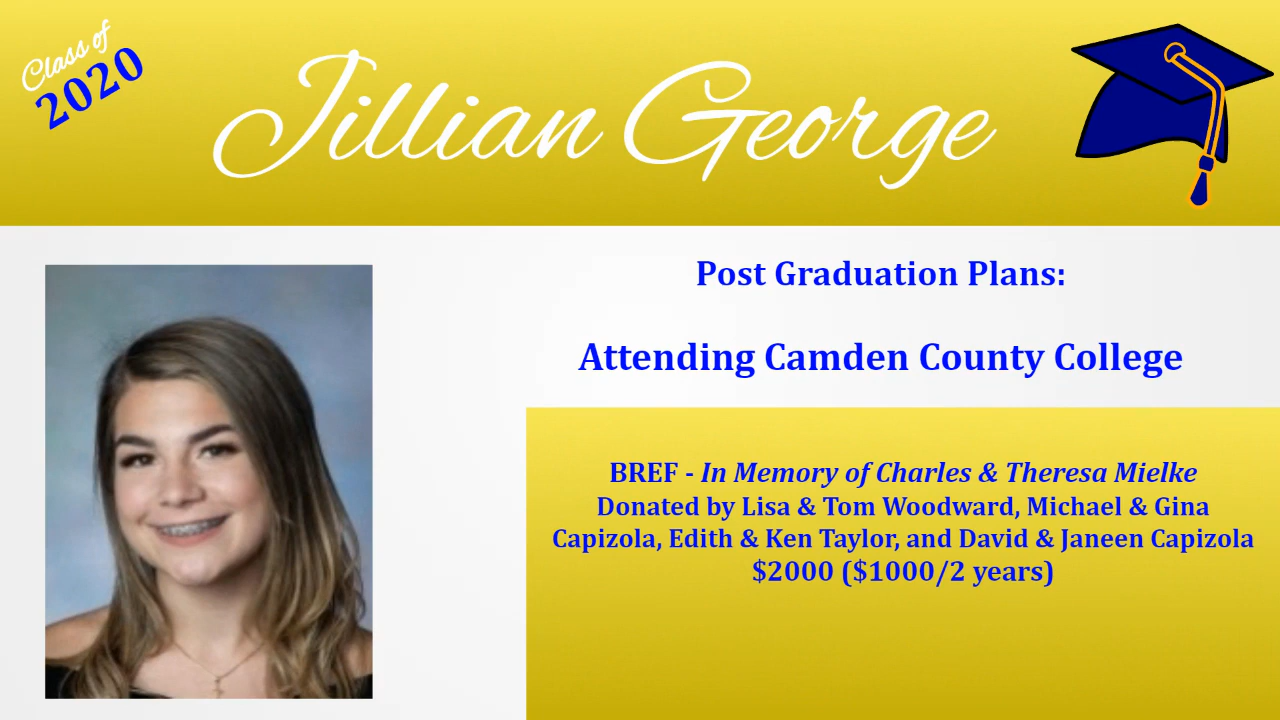 Class of
2020
Jillian George
Post Graduation Plans:
Attending Camden County College
BREF - In Memory of Charles & Theresa Mielke
Donated by Lisa & Tom Woodward, Michael & Gina
Capizola, Edith & Ken Taylor, and David & Janeen Capizola
$2000 ($1000/2 years)